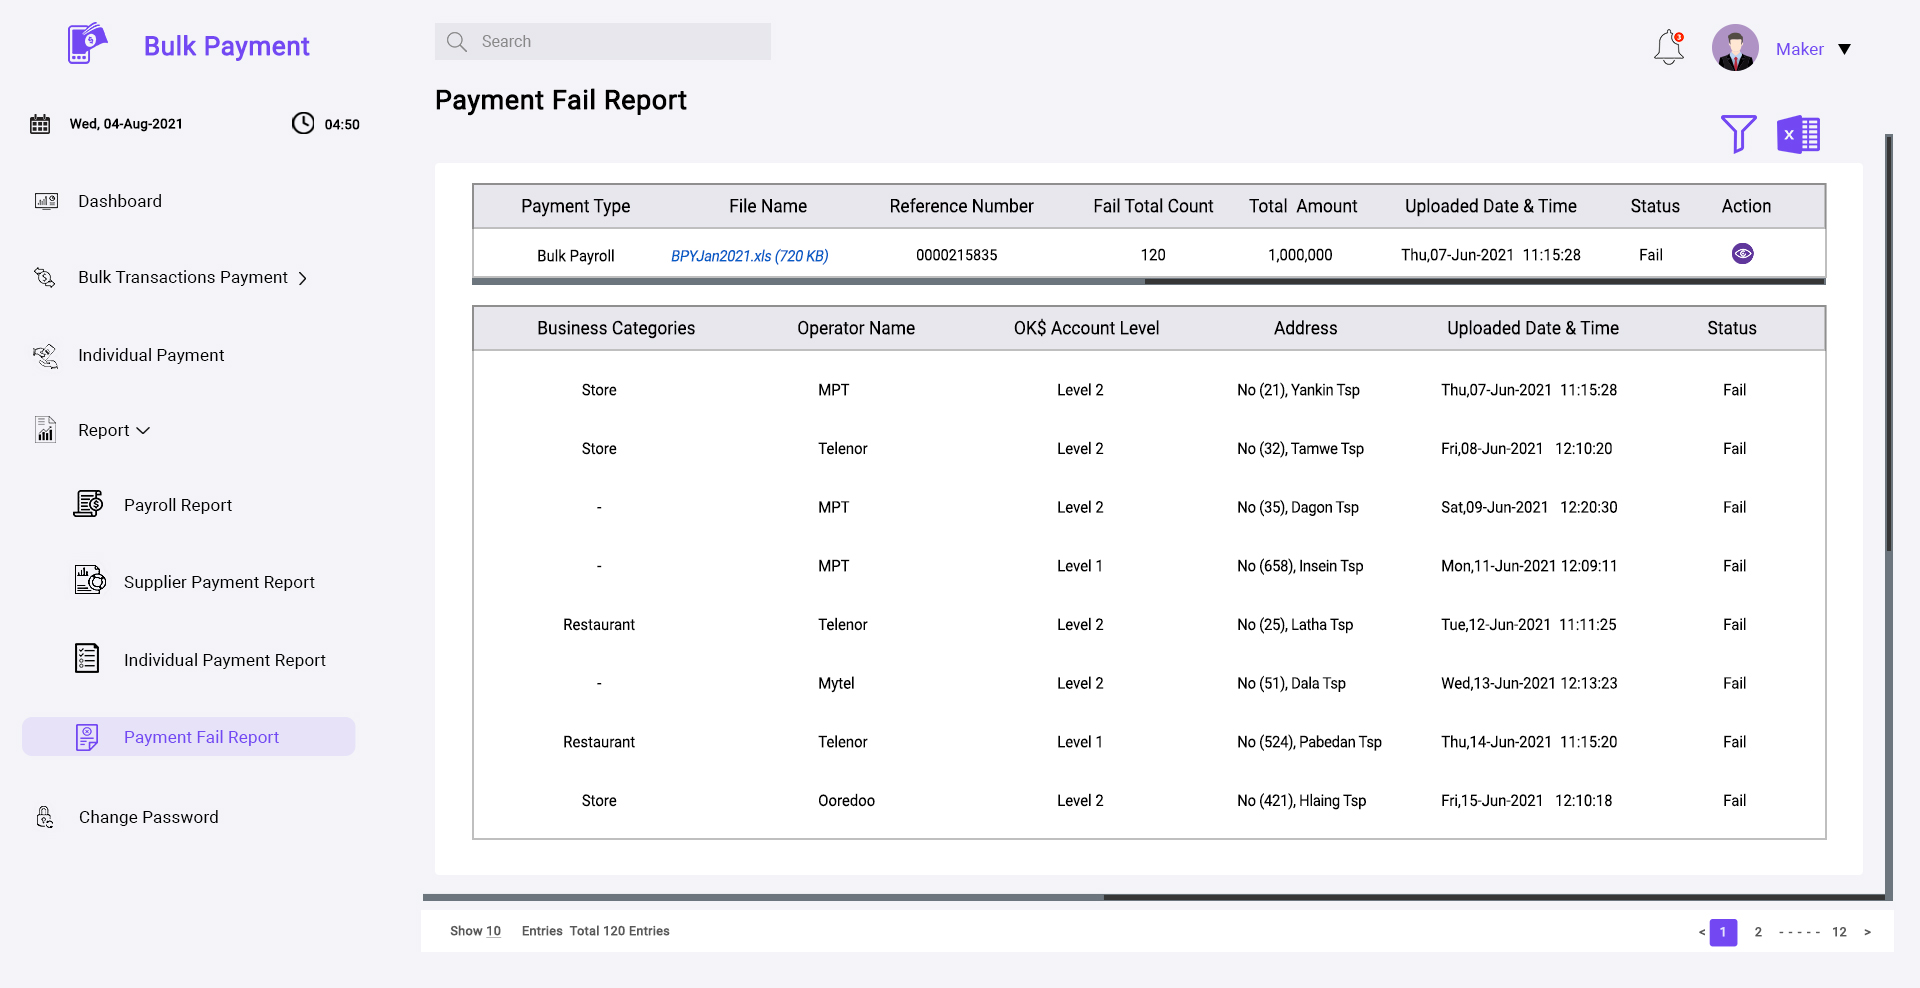 Bulk Payment
Search
3
Maker
Payment Fail Report
Wed, 04-Aug-2021 04:50
Dashboard
Bulk Transactions Payment
Individual Payment
Report
Payroll Report
Supplier Payment Report
Individual Payment Report
Payment Fail Report
Change Password
X
Payment Type File Name Reference Number Fail Total Count Total Amount Uploaded Date & Time Status Action
Bulk Payroll BPYJan2021.xls (720 KB) 0000215835 120 1,000,000 Thu,07-Jun-2021 11:15:28 Fail
Business Categories Operator Name OK$ Account Level Address Uploaded Date & Time Status
Store MPT Level 2 No (21), Yankin Tsp Thu,07-Jun-2021 11:15:28 Fail
Store Telenor Level 2 No (32), Tamwe Tsp Fri,08-Jun-2021 12:10:20 Fail
- MPT Level 2 No (35), Dagon Tsp Sat,09-Jun-2021 12:20:30 Fail
- MPT Level 1 No (658), Insein Tsp Mon,11-Jun-2021 12:09:11 Fail
Restaurant Telenor Level 2 No (25), Latha Tsp Tue,12-Jun-2021 11:11:25 Fail
- Mytel Level 2 No (51), Dala Tsp Wed,13-Jun-2021 12:13:23 Fail
Restaurant Telenor Level 1 No (524), Pabedan Tsp Thu,14-Jun-2021 11:15:20 Fail
Store Ooredoo Level 2 No (421), Hlaing Tsp Fri,15-Jun-2021 12:10:18 Fail
Show 10 Entries Total 120 Entries
< 1 2 - - - - - 12 >